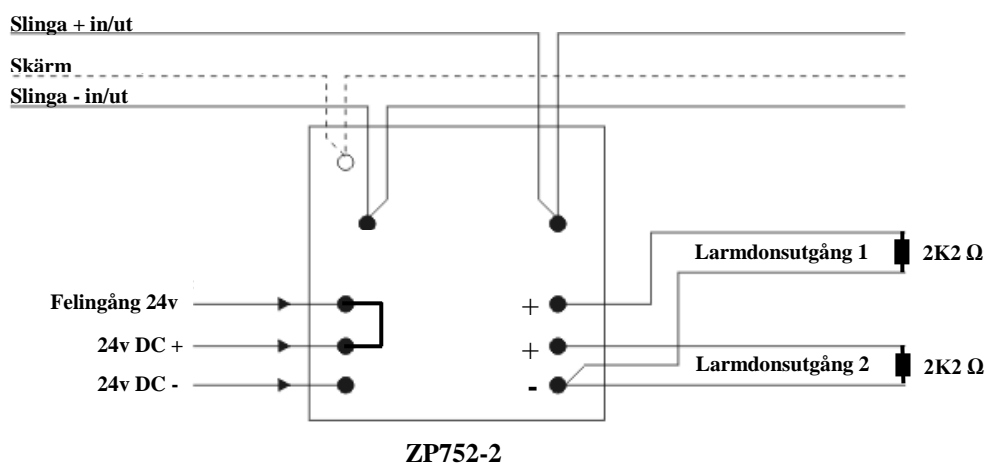 Slinga + in/ut
Skärm
Slinga - in/ut
Larmdonsutgång 1 2K2 Ω
Felingång 24v +
24v DC + +
Larmdonsutgång 2 2K2 Ω
24v DC - -
ZP752-2